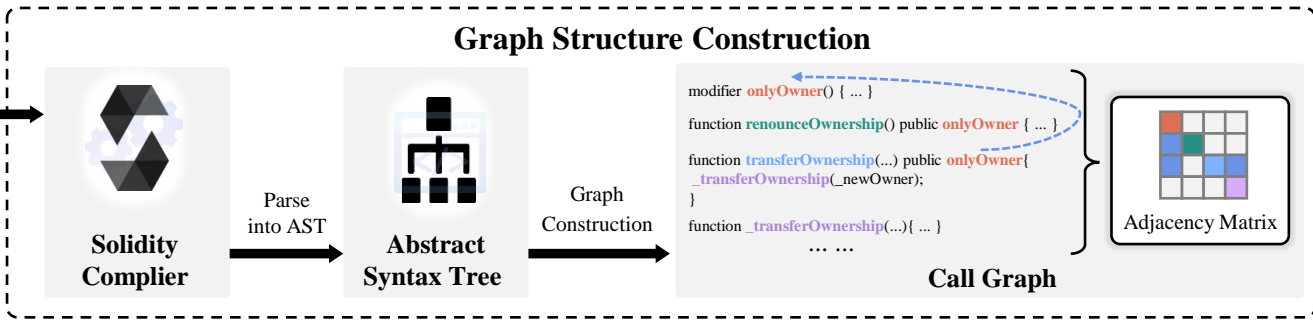 Graph Structure Construction
Solidity
Complier
Parse
into AST
Abstract
Syntax Tree
Graph
Construction
modifier onlyOwner() { ... }
function renounceOwnership() public onlyOwner { ... }
function transferOwnership(...) public onlyOwner{
_transferOwnership(_newOwner);
}
function _transferOwnership(...){ ... }
... ...
Call Graph
Adjacency Matrix